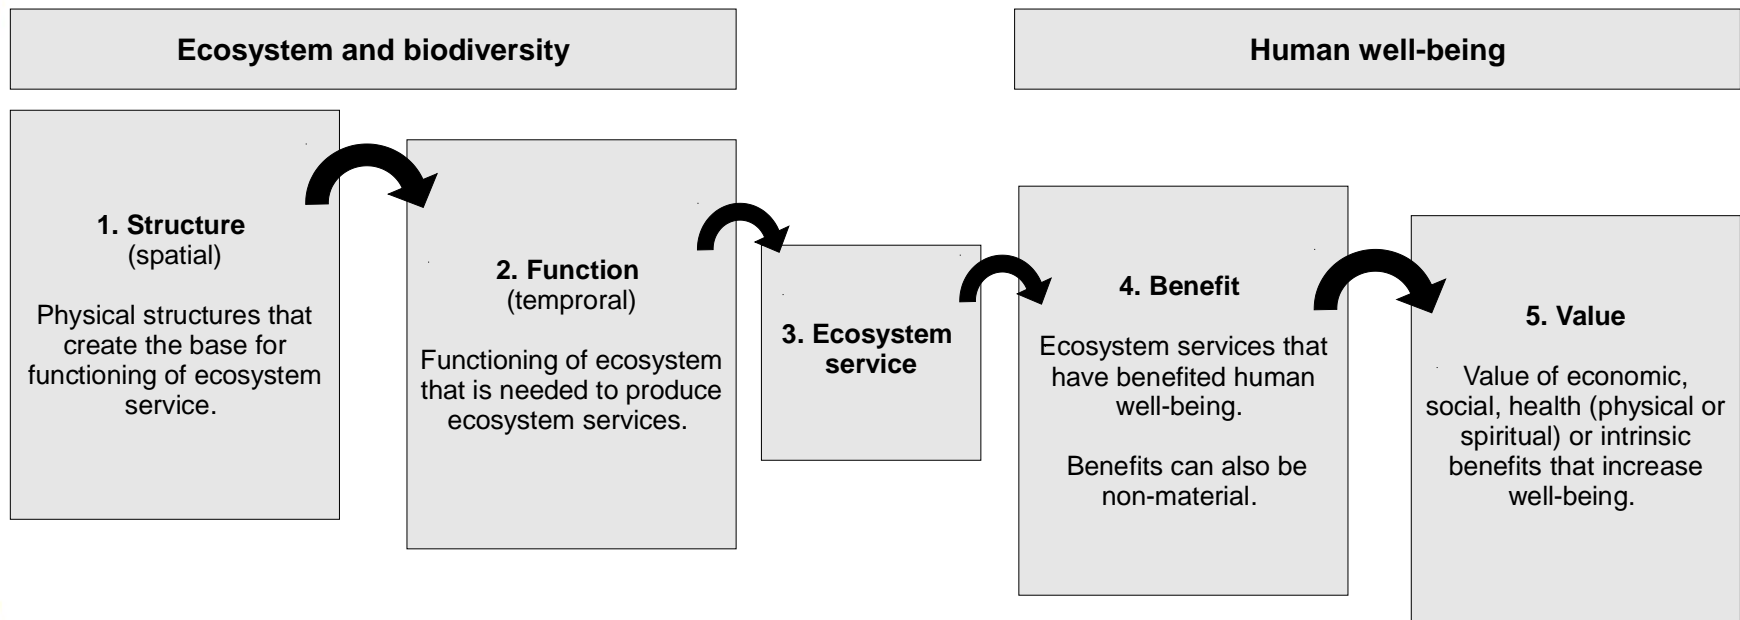 Ecosystem and biodiversity
Human well-being
1. Structure
(spatial)
Physical structures that
create the base for
functioning of ecosystem
service.
2. Function
(temproral)
Functioning of ecosystem
that is needed to produce
ecosystem services.
3. Ecosystem
service
4. Benefit
Ecosystem services that
have benefited human
well-being.
Benefits can also be
non-material.
5. Value
Value of economic,
social, health (physical or
spiritual) or intrinsic
benefits that increase
well-being.